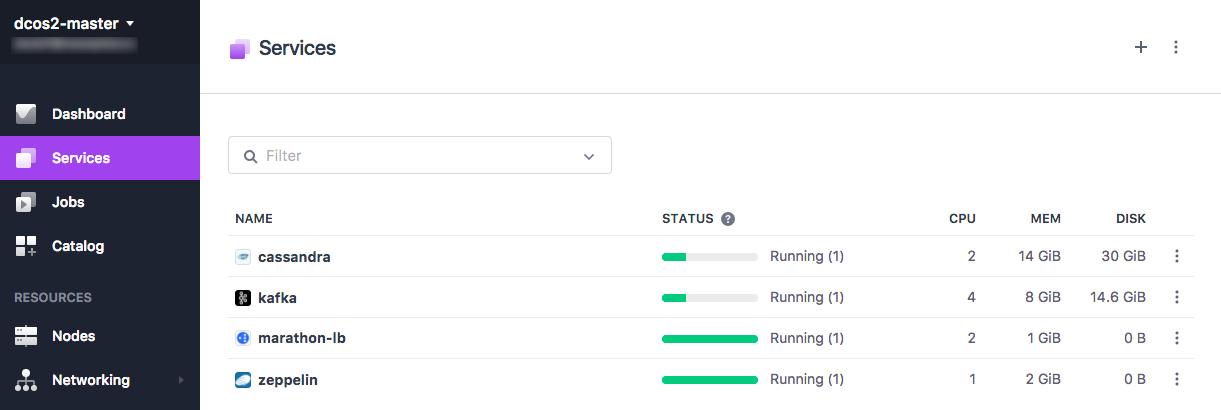 dcos2-master
Services
Dashboard
Services
Jobs
Catalog
RESOURCES
Nodes
Networking
Filter
NAME STATUS ? CPU MEM DISK
cassandra Running (1) 2 14 GiB 30 GiB
kafka Running (1) 4 8 GiB 14.6 GiB
marathon-lb Running (1) 2 1 GiB 0 B
zeppelin Running (1) 1 2 GiB 0 B